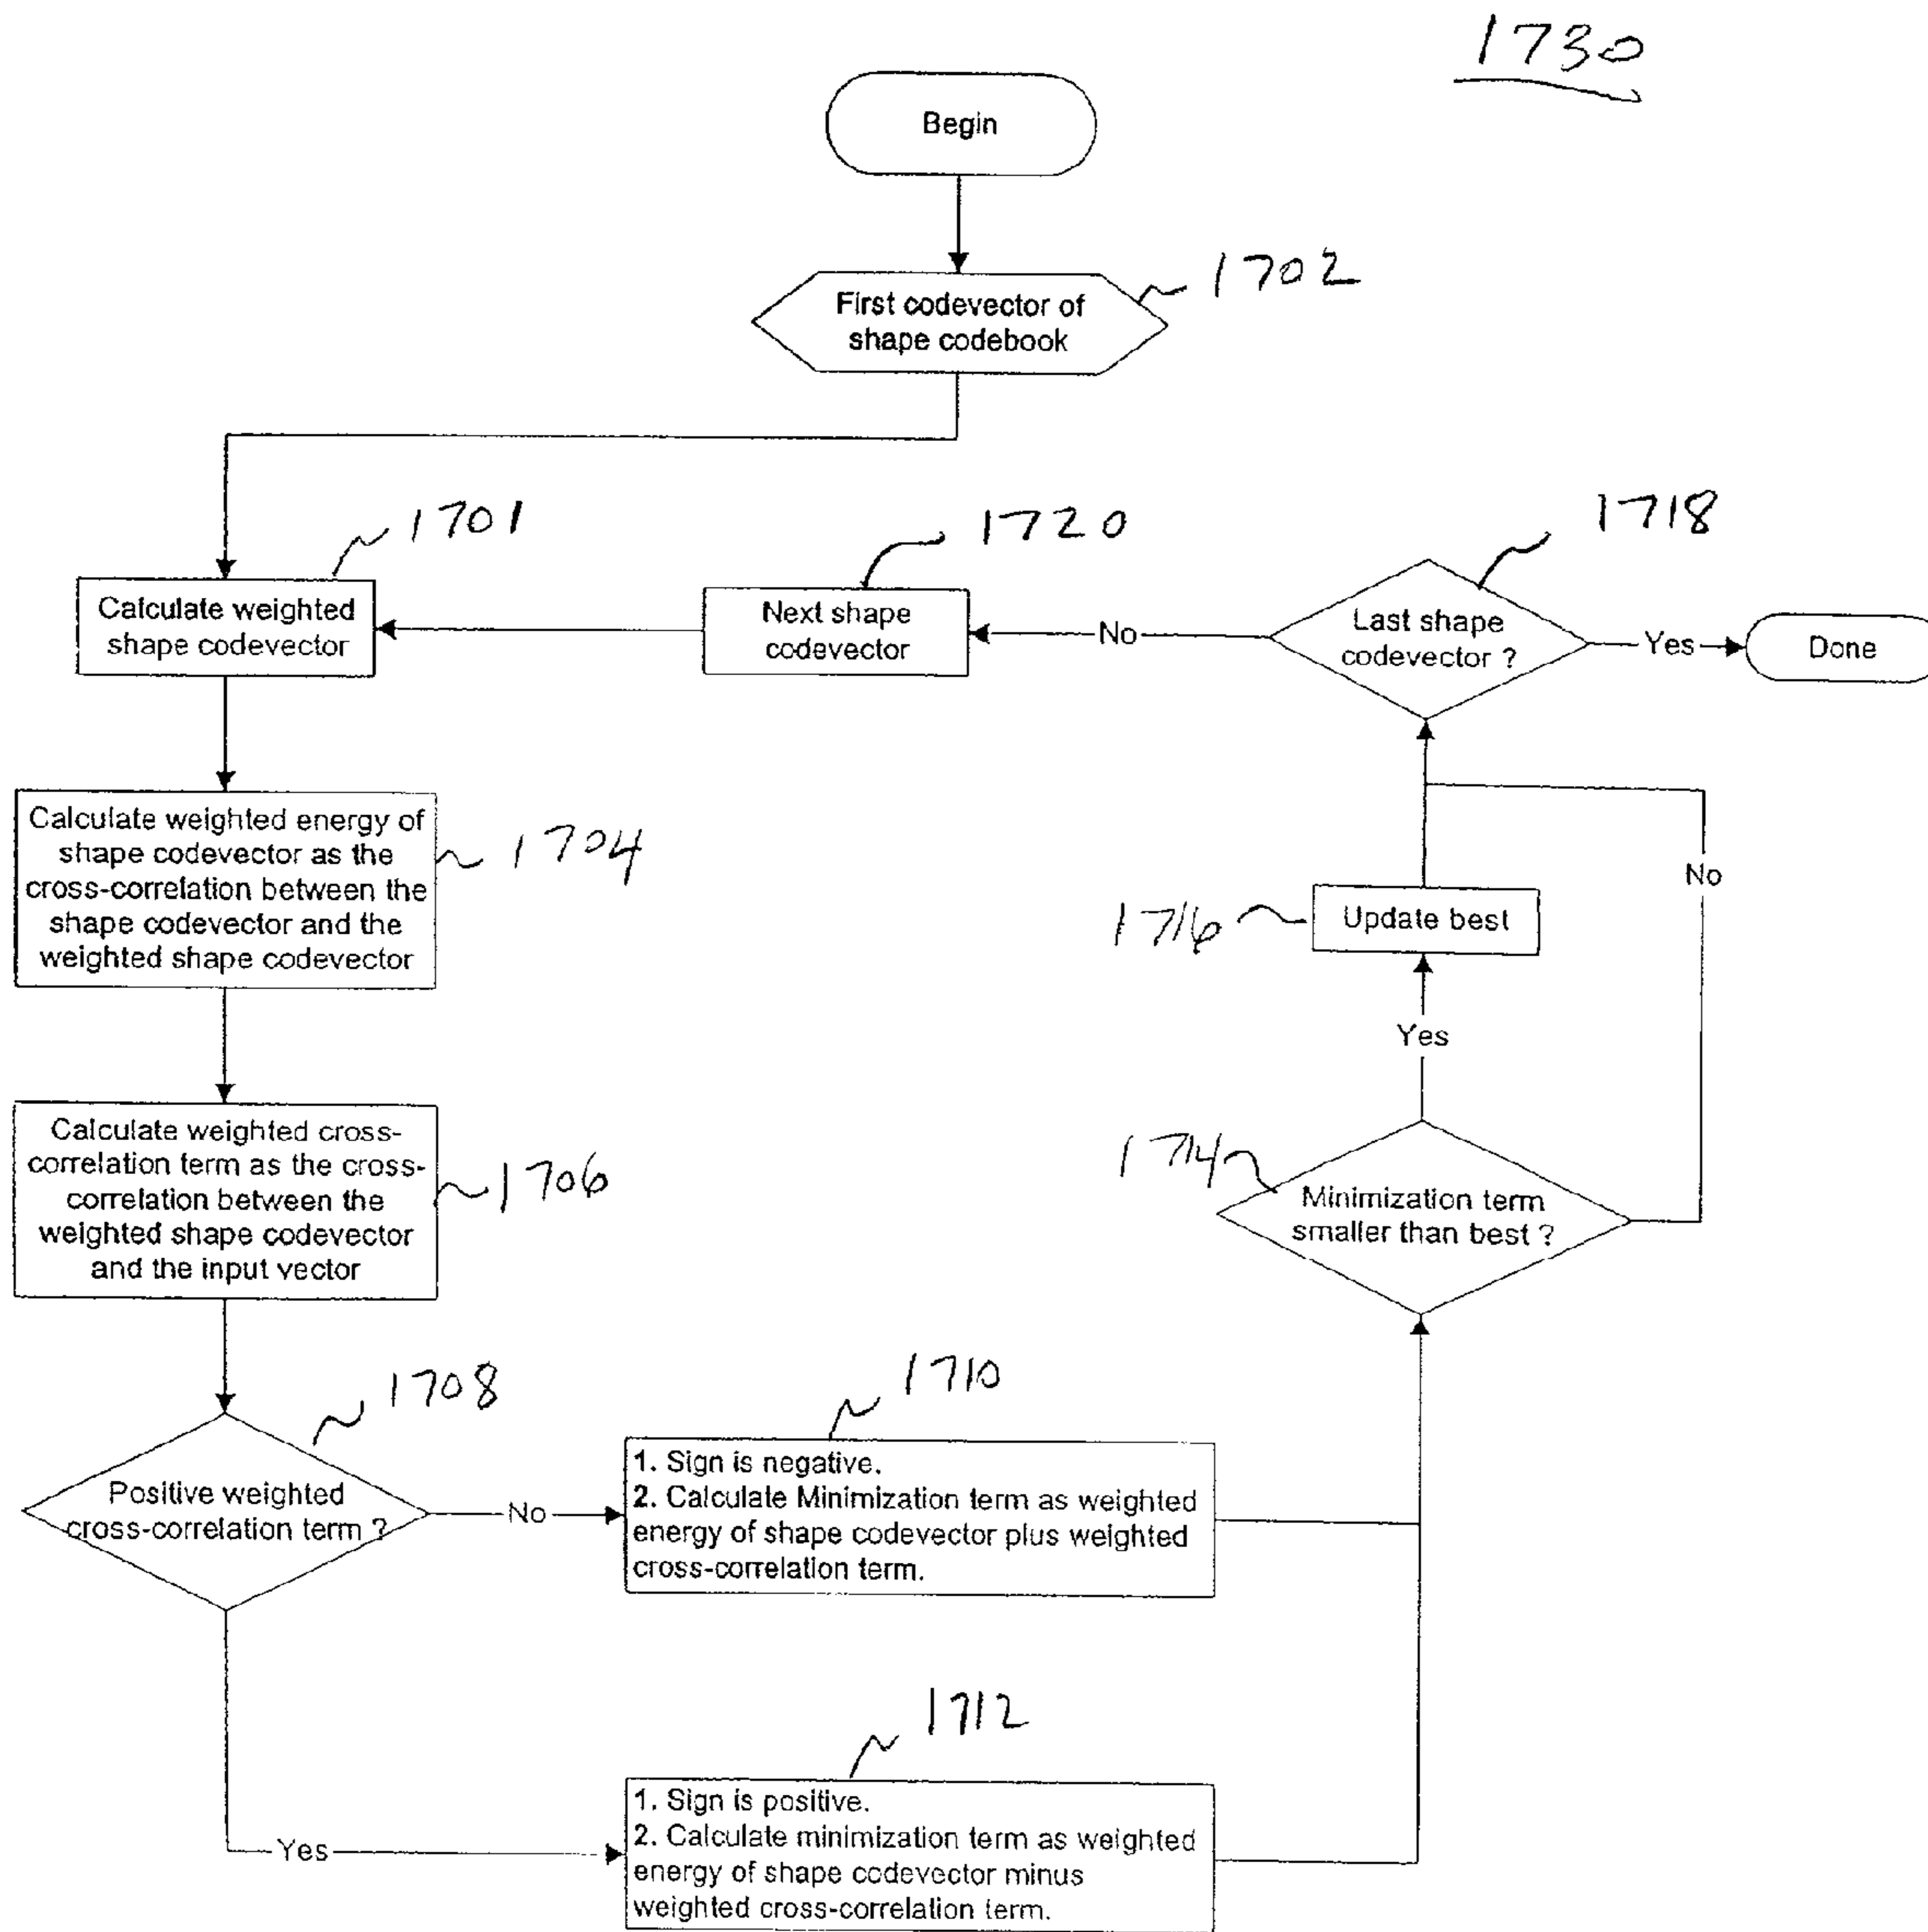 1730
Begin
First codevector of
shape codebook
1702
1701
Calculate weighted
shape codevector
1720
Next shape
codevector
No
1718
Last shape
codevector ?
Yes
Done
Calculate weighted energy of
shape codevector as the
cross-correlation between the
shape codevector and the
weighted shape codevector
1704
No
1716
Update best
Yes
Calculate weighted cross-
correlation term as the cross-
correlation between the
weighted shape codevector
and the input vector
1706
1714
Minimization term
smaller than best ?
1708
Positive weighted
cross-correlation term ?
No
1710
1. Sign is negative.
2. Calculate Minimization term as weighted
energy of shape codevector plus weighted
cross-correlation term.
Yes
1712
1. Sign is positive.
2. Calculate minimization term as weighted
energy of shape codevector minus
weighted cross-correlation term.